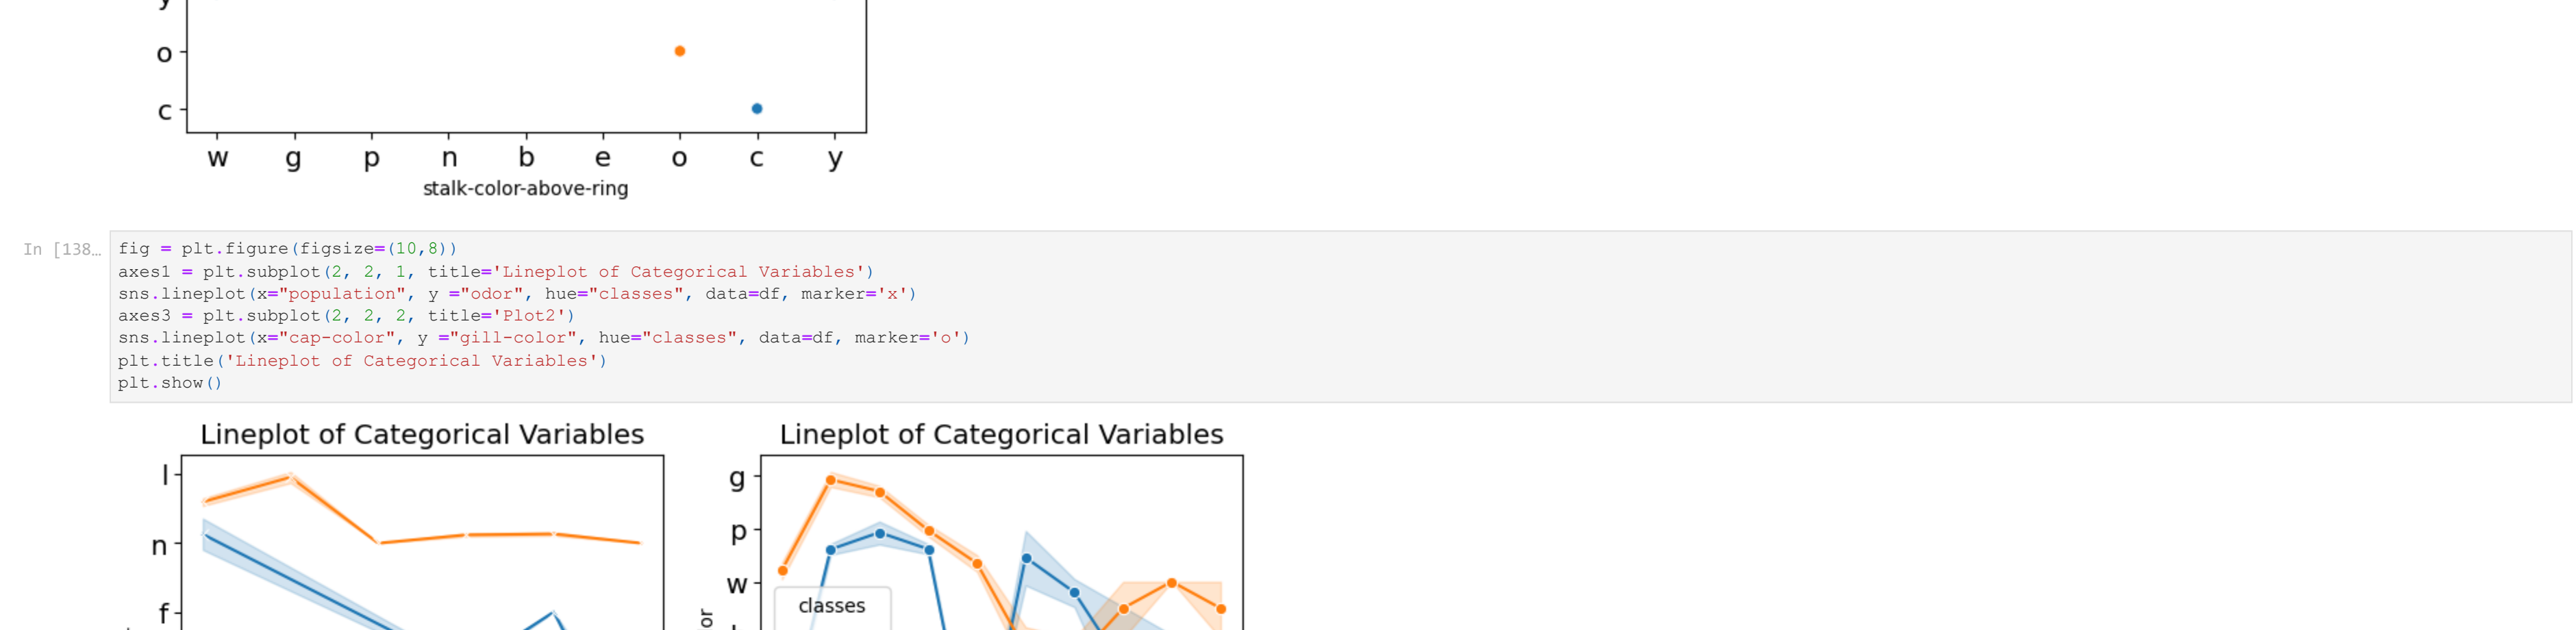 y
o
c
w g p n b e o c y
stalk-color-above-ring
In [138…
fig = plt.figure(figsize=(10,8))
axes1 = plt.subplot(2, 2, 1, title='Lineplot of Categorical Variables')
sns.lineplot(x="population", y ="odor", hue="classes", data=df, marker='x')
axes3 = plt.subplot(2, 2, 2, title='Plot2')
sns.lineplot(x="cap-color", y ="gill-color", hue="classes", data=df, marker='o')
plt.title('Lineplot of Categorical Variables')
plt.show()
Lineplot of Categorical Variables
l
n
f
Lineplot of Categorical Variables
g
p
w
classes